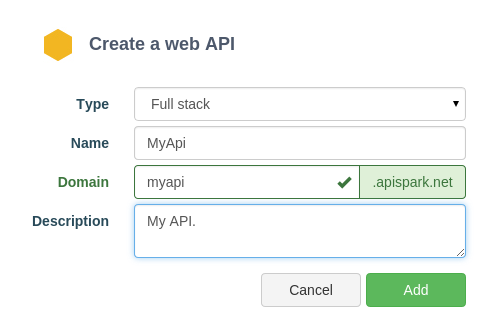 Create a web API
Type Full stack
Name MyApi
Domain myapi .apispark.net
Description My API.
Cancel Add